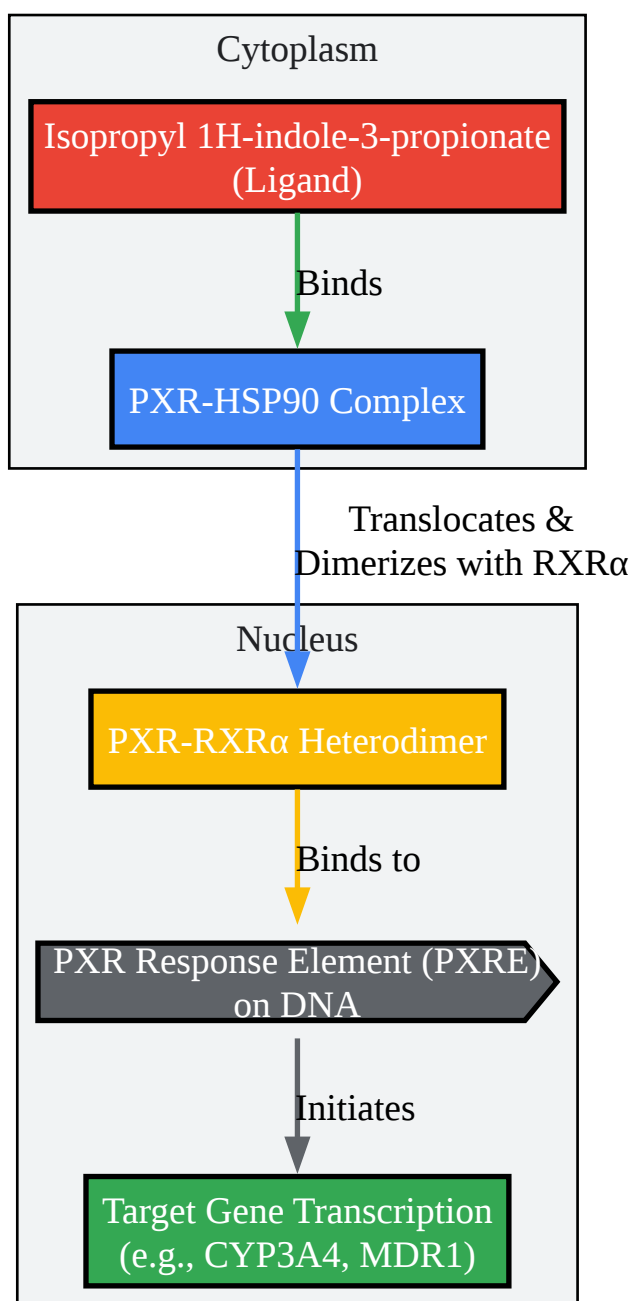 Cytoplasm
Isopropyl 1H-indole-3-propionate
(Ligand)
Binds
PXR-HSP90 Complex
Translocates &
Dimerizes with RXRα
Nucleus
PXR-RXRα Heterodimer
Binds to
PXR Response Element (PXRE)
on DNA
Initiates
Target Gene Transcription
(e.g., CYP3A4, MDR1)